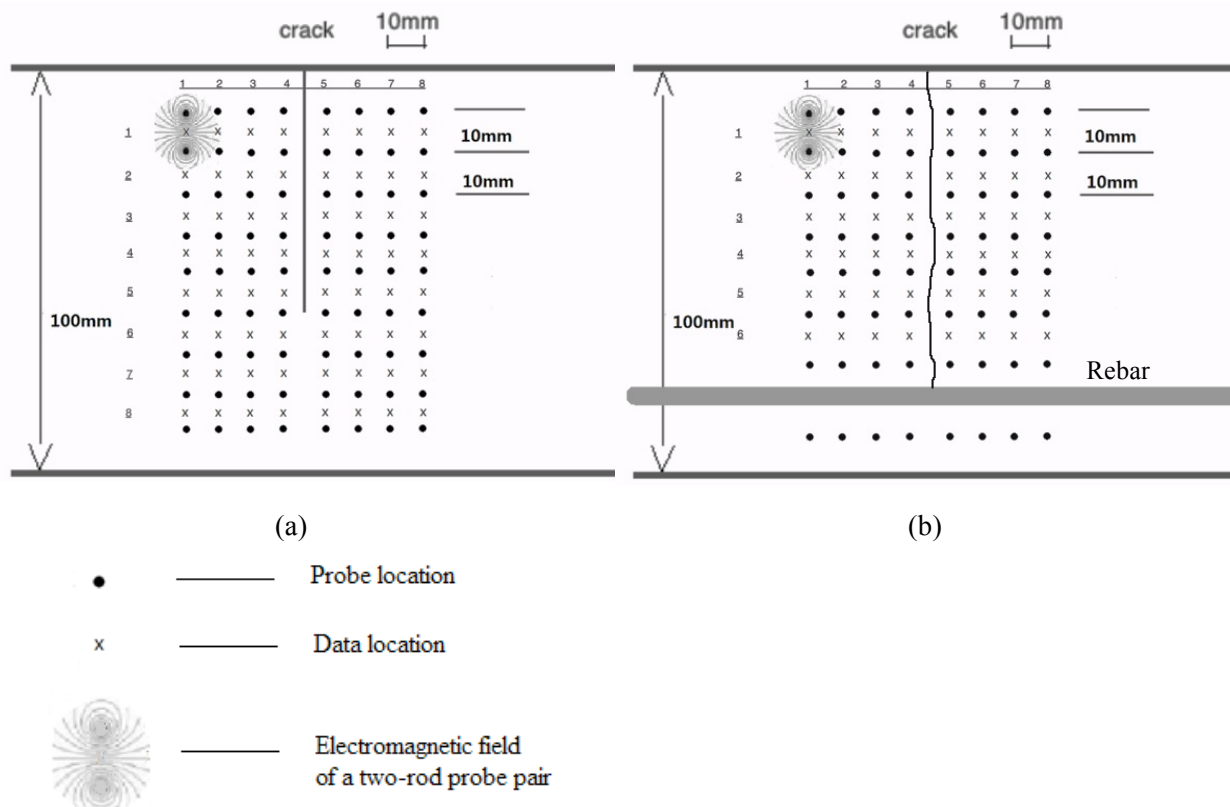 crack 10mm
1 2 3 4 5 6 7 8
1
10mm
2
10mm
3
4
5
100mm
6
7
8
(a)
crack 10mm
1 2 3 4 5 6 7 8
1
10mm
2
10mm
3
4
5
100mm
6
Rebar
(b)
Probe location
x Data location
Electromagnetic field
of a two-rod probe pair